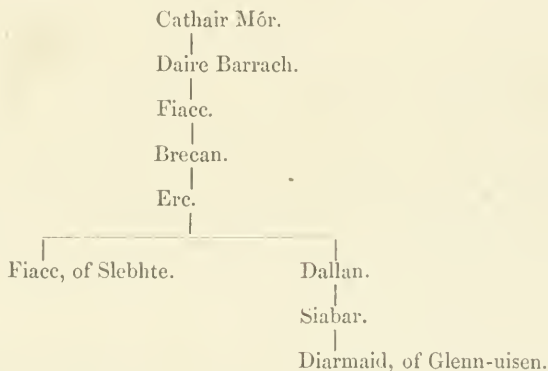 Cathair Mór.
Daire Barrach.
Fiacc.
Brecan.
Erc.
Fiacc, of Slebhte. Dallan.
Siabar.
Diarmaid, of Glenn-uisen.